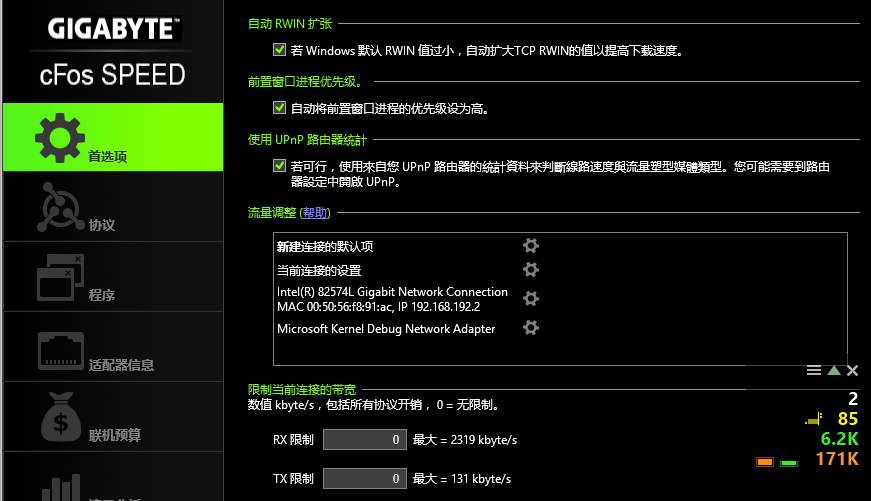 GIGABYTE™
cFos SPEED
首选项
协议
程序
适配器信息
联机预算
自动 RWIN 扩张
若 Windows 默认 RWIN 值过小，自动扩大TCP RWIN的值以提高下载速度。
前置窗口进程优先级。
自动将前置窗口进程的优先级设为高。
使用 UPnP 路由器統計
若可行，使用來自您 UPnP 路由器的統計資料來判斷線路速度與流量塑型媒體類型。您可能需要到路由
器設定中開啟 UPnP。
流量调整 (帮助)
新建连接的默认项
当前连接的设置
Intel(R) 82574L Gigabit Network Connection
MAC 00:50:56:f8:91:ac, IP 192.168.192.2
Microsoft Kernel Debug Network Adapter
限制当前连接的带宽
数值 kbyte/s，包括所有协议开销， 0 = 无限制。
RX 限制 0 最大 = 2319 kbyte/s
TX 限制 0 最大 = 131 kbyte/s
2
85
6.2K
171K